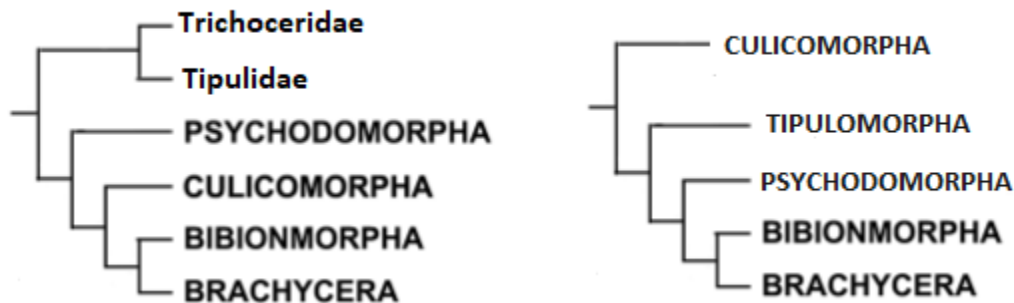 Trichoceridae
Tipulidae
PSYCHODOMORPHA
CULICOMORPHA
BIBIONMORPHA
BRACHYCERA
CULICOMORPHA
TIPULOMORPHA
PSYCHODOMORPHA
BIBIONMORPHA
BRACHYCERA